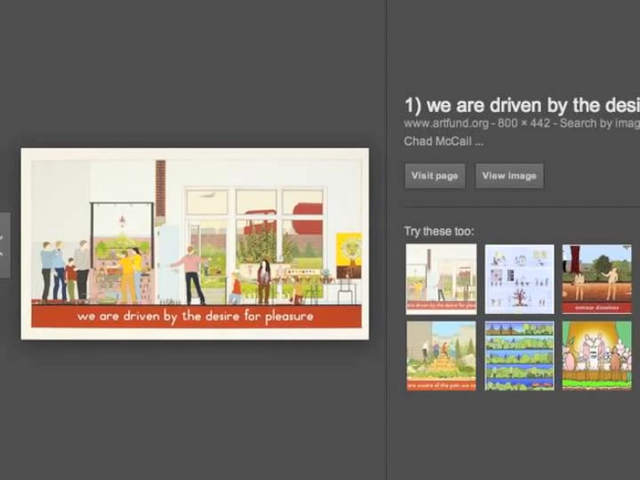 we are driven by the desire for pleasure
1) we are driven by the desi
www.artfund.org - 800 × 442 - Search by imag
Chad McCail ...
Visit page
View image
Try these too: